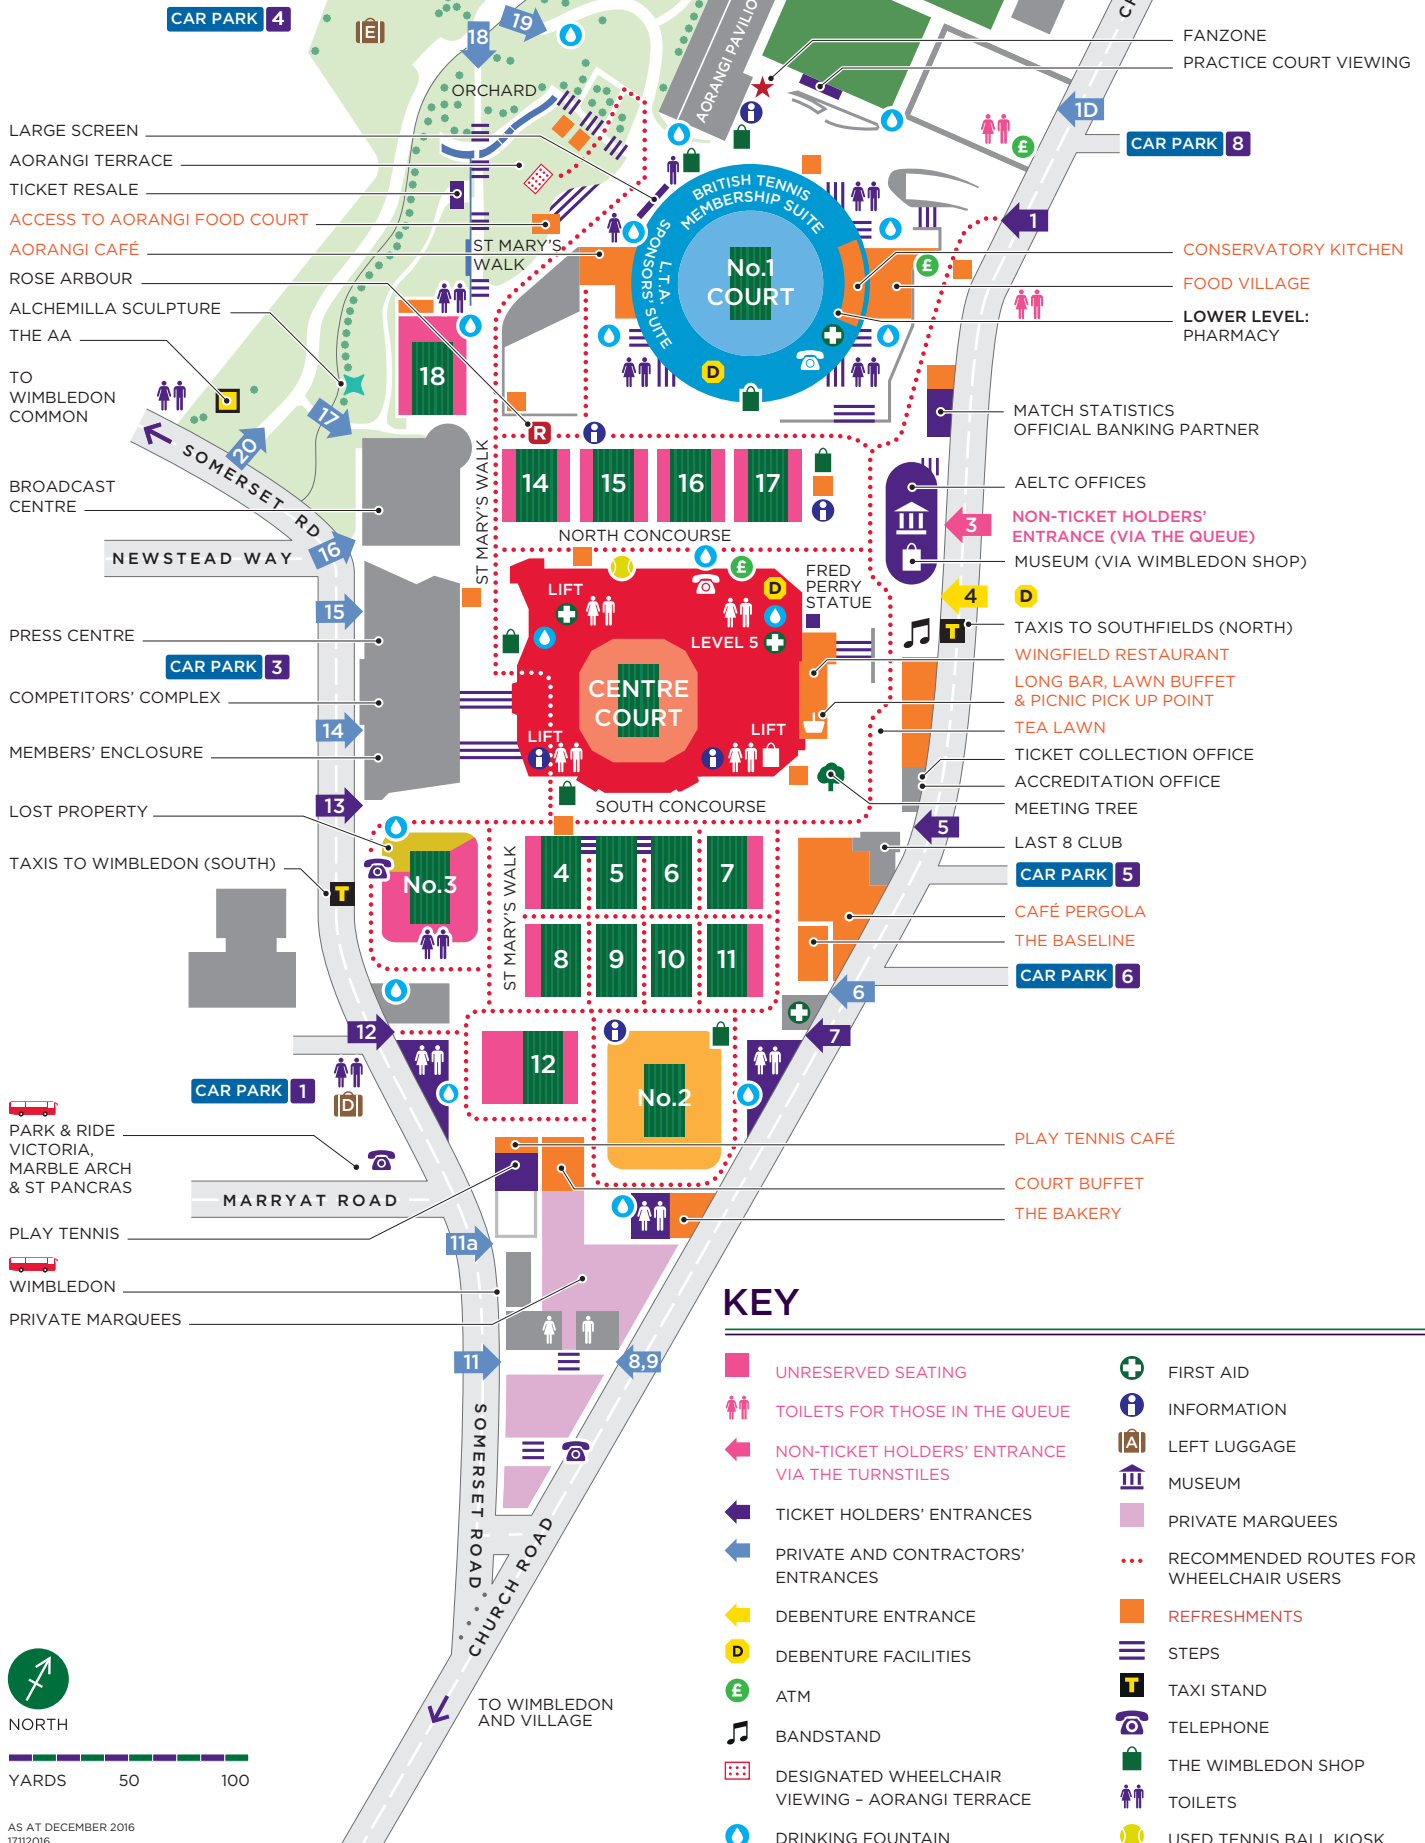 CAR PARK 4
E
18
19
ORCHARD
AORANGI PAVILIO
FANZONE
PRACTICE COURT VIEWING
1D
£
CAR PARK 8
LARGE SCREEN
AORANGI TERRACE
TICKET RESALE
ACCESS TO AORANGI FOOD COURT
AORANGI CAFÉ
ROSE ARBOUR
ALCHEMILLA SCULPTURE
THE AA
TO
WIMBLEDON
COMMON
ST MARY'S
WALK
BRITISH TENNIS
MEMBERSHIP SUITE
L.T.A.
SPONSORS' SUITE
No.1
COURT
D
1
£
CONSERVATORY KITCHEN
FOOD VILLAGE
LOWER LEVEL:
PHARMACY
18
17
20
SOMERSET RD
R
MATCH STATISTICS
OFFICIAL BANKING PARTNER
BROADCAST
CENTRE
NEWSTEAD WAY
16
ST MARY'S WALK
14
15
16
17
NORTH CONCOURSE
AELTC OFFICES
3
NON-TICKET HOLDERS'
ENTRANCE (VIA THE QUEUE)
MUSEUM (VIA WIMBLEDON SHOP)
4
D
15
PRESS CENTRE
CAR PARK 3
COMPETITORS' COMPLEX
14
MEMBERS' ENCLOSURE
13
LOST PROPERTY
TAXIS TO WIMBLEDON (SOUTH)
T
LIFT
£
D
LEVEL 5
FRED
PERRY
STATUE
CENTRE
COURT
LIFT
LIFT
SOUTH CONCOURSE
T
TAXIS TO SOUTHFIELDS (NORTH)
WINGFIELD RESTAURANT
LONG BAR, LAWN BUFFET
& PICNIC PICK UP POINT
TEA LAWN
TICKET COLLECTION OFFICE
ACCREDITATION OFFICE
MEETING TREE
5
LAST 8 CLUB
CAR PARK 5
CAFÉ PERGOLA
THE BASELINE
CAR PARK 6
No.3
ST MARY'S WALK
4
5
6
7
8
9
10
11
6
7
12
12
No.2
CAR PARK 1
D
PARK & RIDE
VICTORIA,
MARBLE ARCH
& ST PANCRAS
MARRYAT ROAD
PLAY TENNIS
11a
WIMBLEDON
PRIVATE MARQUEES
PLAY TENNIS CAFÉ
COURT BUFFET
THE BAKERY
11
8,9
SOMERSET ROAD
CHURCH ROAD
TO WIMBLEDON
AND VILLAGE
KEY
UNRESERVED SEATING
TOILETS FOR THOSE IN THE QUEUE
NON-TICKET HOLDERS' ENTRANCE
VIA THE TURNSTILES
TICKET HOLDERS' ENTRANCES
PRIVATE AND CONTRACTORS'
ENTRANCES
DEBENTURE ENTRANCE
D DEBENTURE FACILITIES
£ ATM
BANDSTAND
DESIGNATED WHEELCHAIR
VIEWING – AORANGI TERRACE
DRINKING FOUNTAIN
FIRST AID
INFORMATION
A LEFT LUGGAGE
MUSEUM
PRIVATE MARQUEES
RECOMMENDED ROUTES FOR
WHEELCHAIR USERS
REFRESHMENTS
STEPS
T TAXI STAND
TELEPHONE
THE WIMBLEDON SHOP
TOILETS
USED TENNIS BALL KIOSK
NORTH
YARDS 50 100
AS AT DECEMBER 2016
17112016